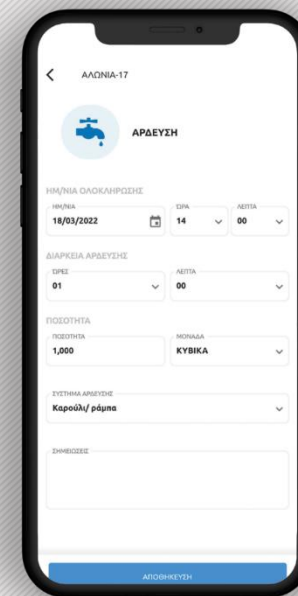 ΑΛΩΝΙΑ-17
ΑΡΔΕΥΣΗ
ΗΜ/ΝΙΑ ΟΛΟΚΛΗΡΩΣΗΣ
ΗΜ/ΝΙΑ ΩΡΑ ΛΕΠΤΑ
18/03/2022 14 00
ΔΙΑΡΚΕΙΑ ΑΡΔΕΥΣΗΣ
ΩΡΕΣ ΛΕΠΤΑ
01 00
ΠΟΣΟΤΗΤΑ
ΠΟΣΟΤΗΤΑ ΜΟΝΑΔΑ
1,000 ΚΥΒΙΚΑ
ΣΥΣΤΗΜΑ ΑΡΔΕΥΣΗΣ
Καρούλι/ ράμπα
ΣΗΜΕΙΩΣΕΙΣ
ΑΠΟΘΗΚΕΥΣΗ